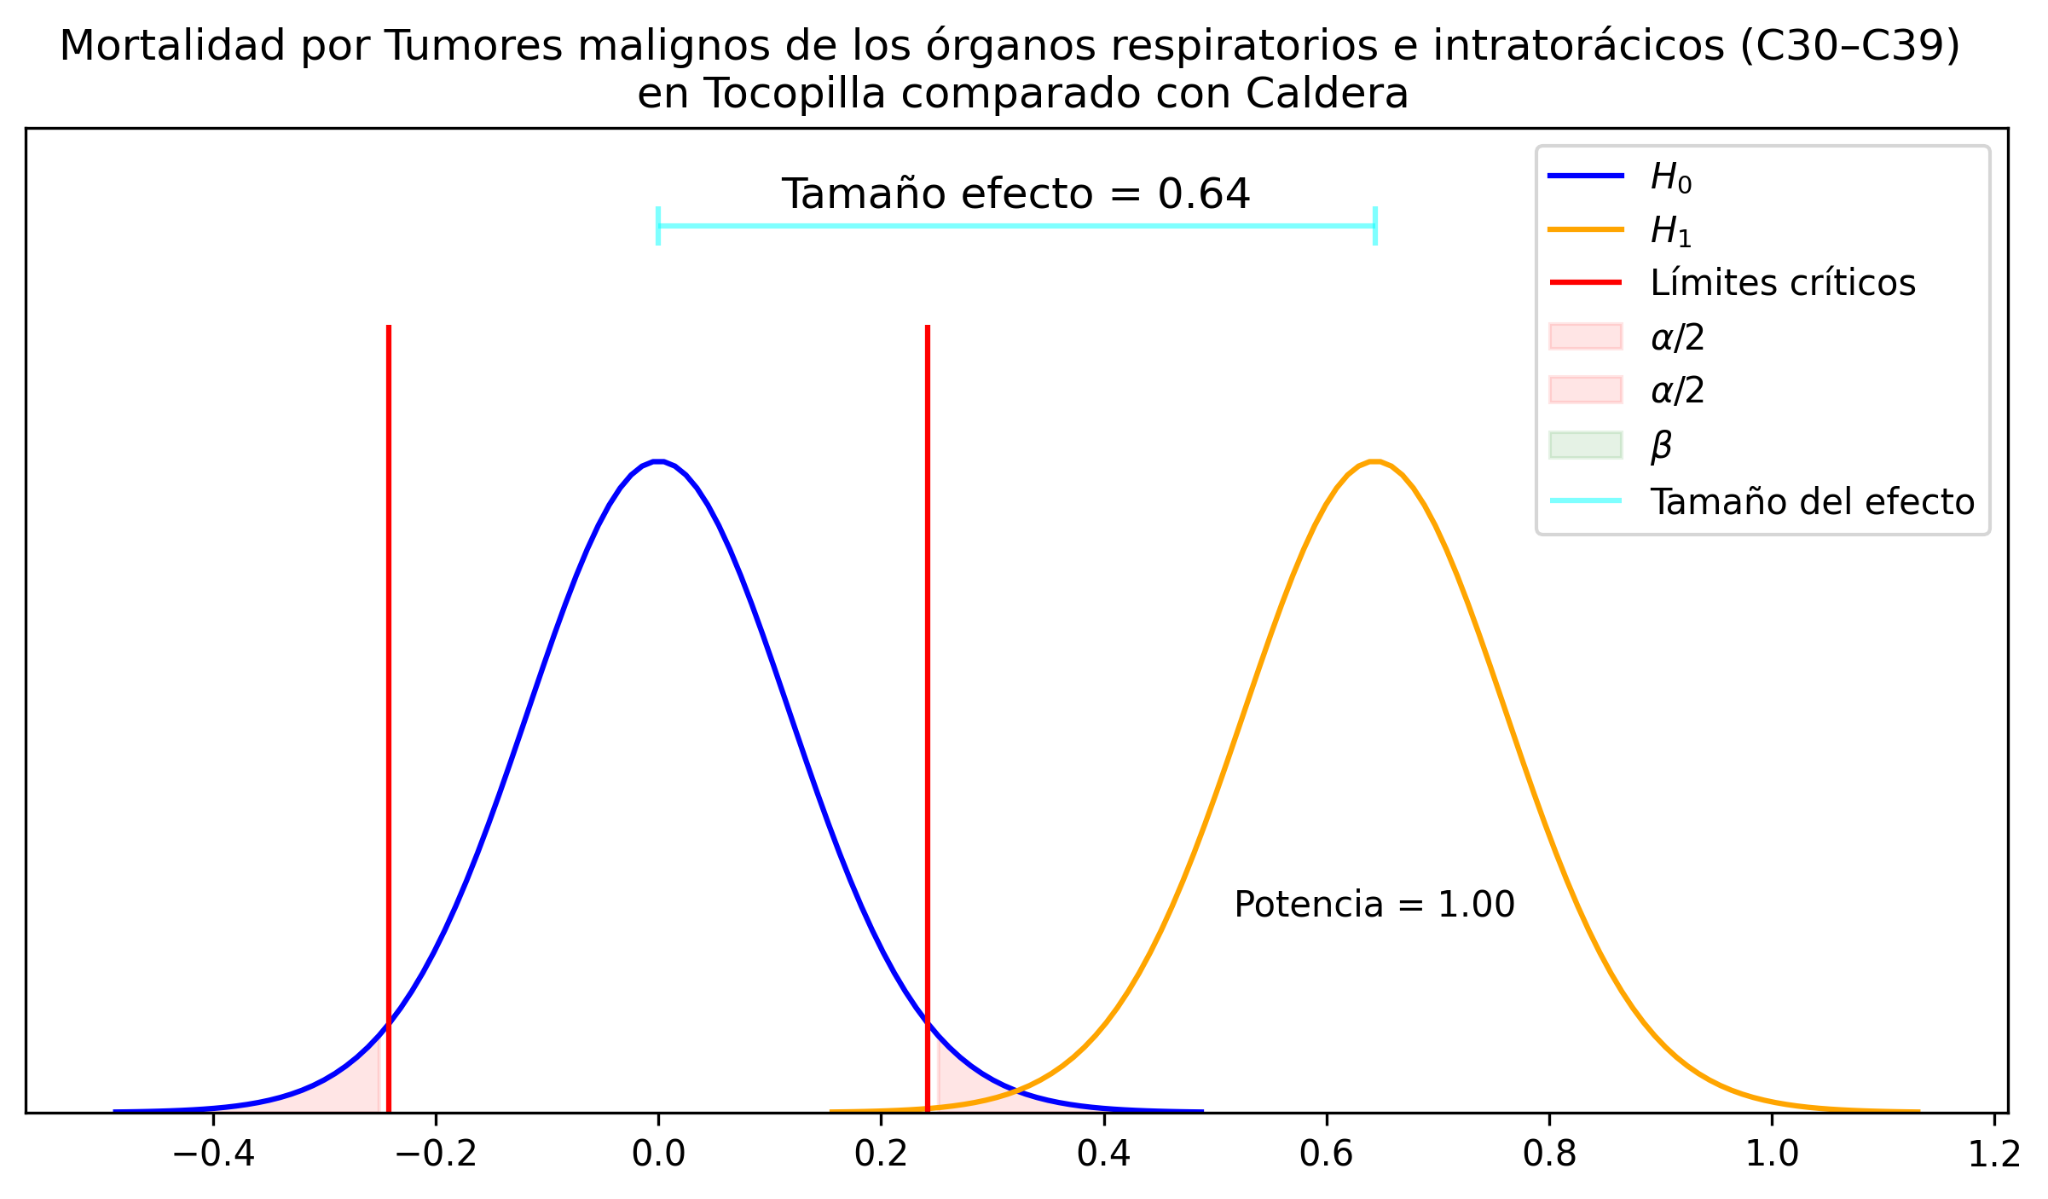 Mortalidad por Tumores malignos de los órganos respiratorios e intratorácicos (C30–C39)
en Tocopilla comparado con Caldera
Tamaño efecto = 0.64
H₀
H₁
Límites críticos
α/2
α/2
β
Tamaño del efecto
Potencia = 1.00
−0.4 −0.2 0.0 0.2 0.4 0.6 0.8 1.0 1.2